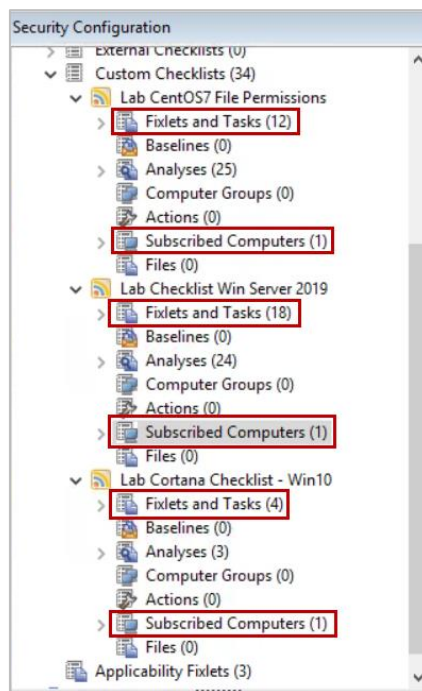 Security Configuration
External Checklists (0)
Custom Checklists (34)
Lab CentOS7 File Permissions
Fixlets and Tasks (12)
Baselines (0)
Analyses (25)
Computer Groups (0)
Actions (0)
Subscribed Computers (1)
Files (0)
Lab Checklist Win Server 2019
Fixlets and Tasks (18)
Baselines (0)
Analyses (24)
Computer Groups (0)
Actions (0)
Subscribed Computers (1)
Files (0)
Lab Cortana Checklist - Win10
Fixlets and Tasks (4)
Baselines (0)
Analyses (3)
Computer Groups (0)
Actions (0)
Subscribed Computers (1)
Files (0)
Applicability Fixlets (3)